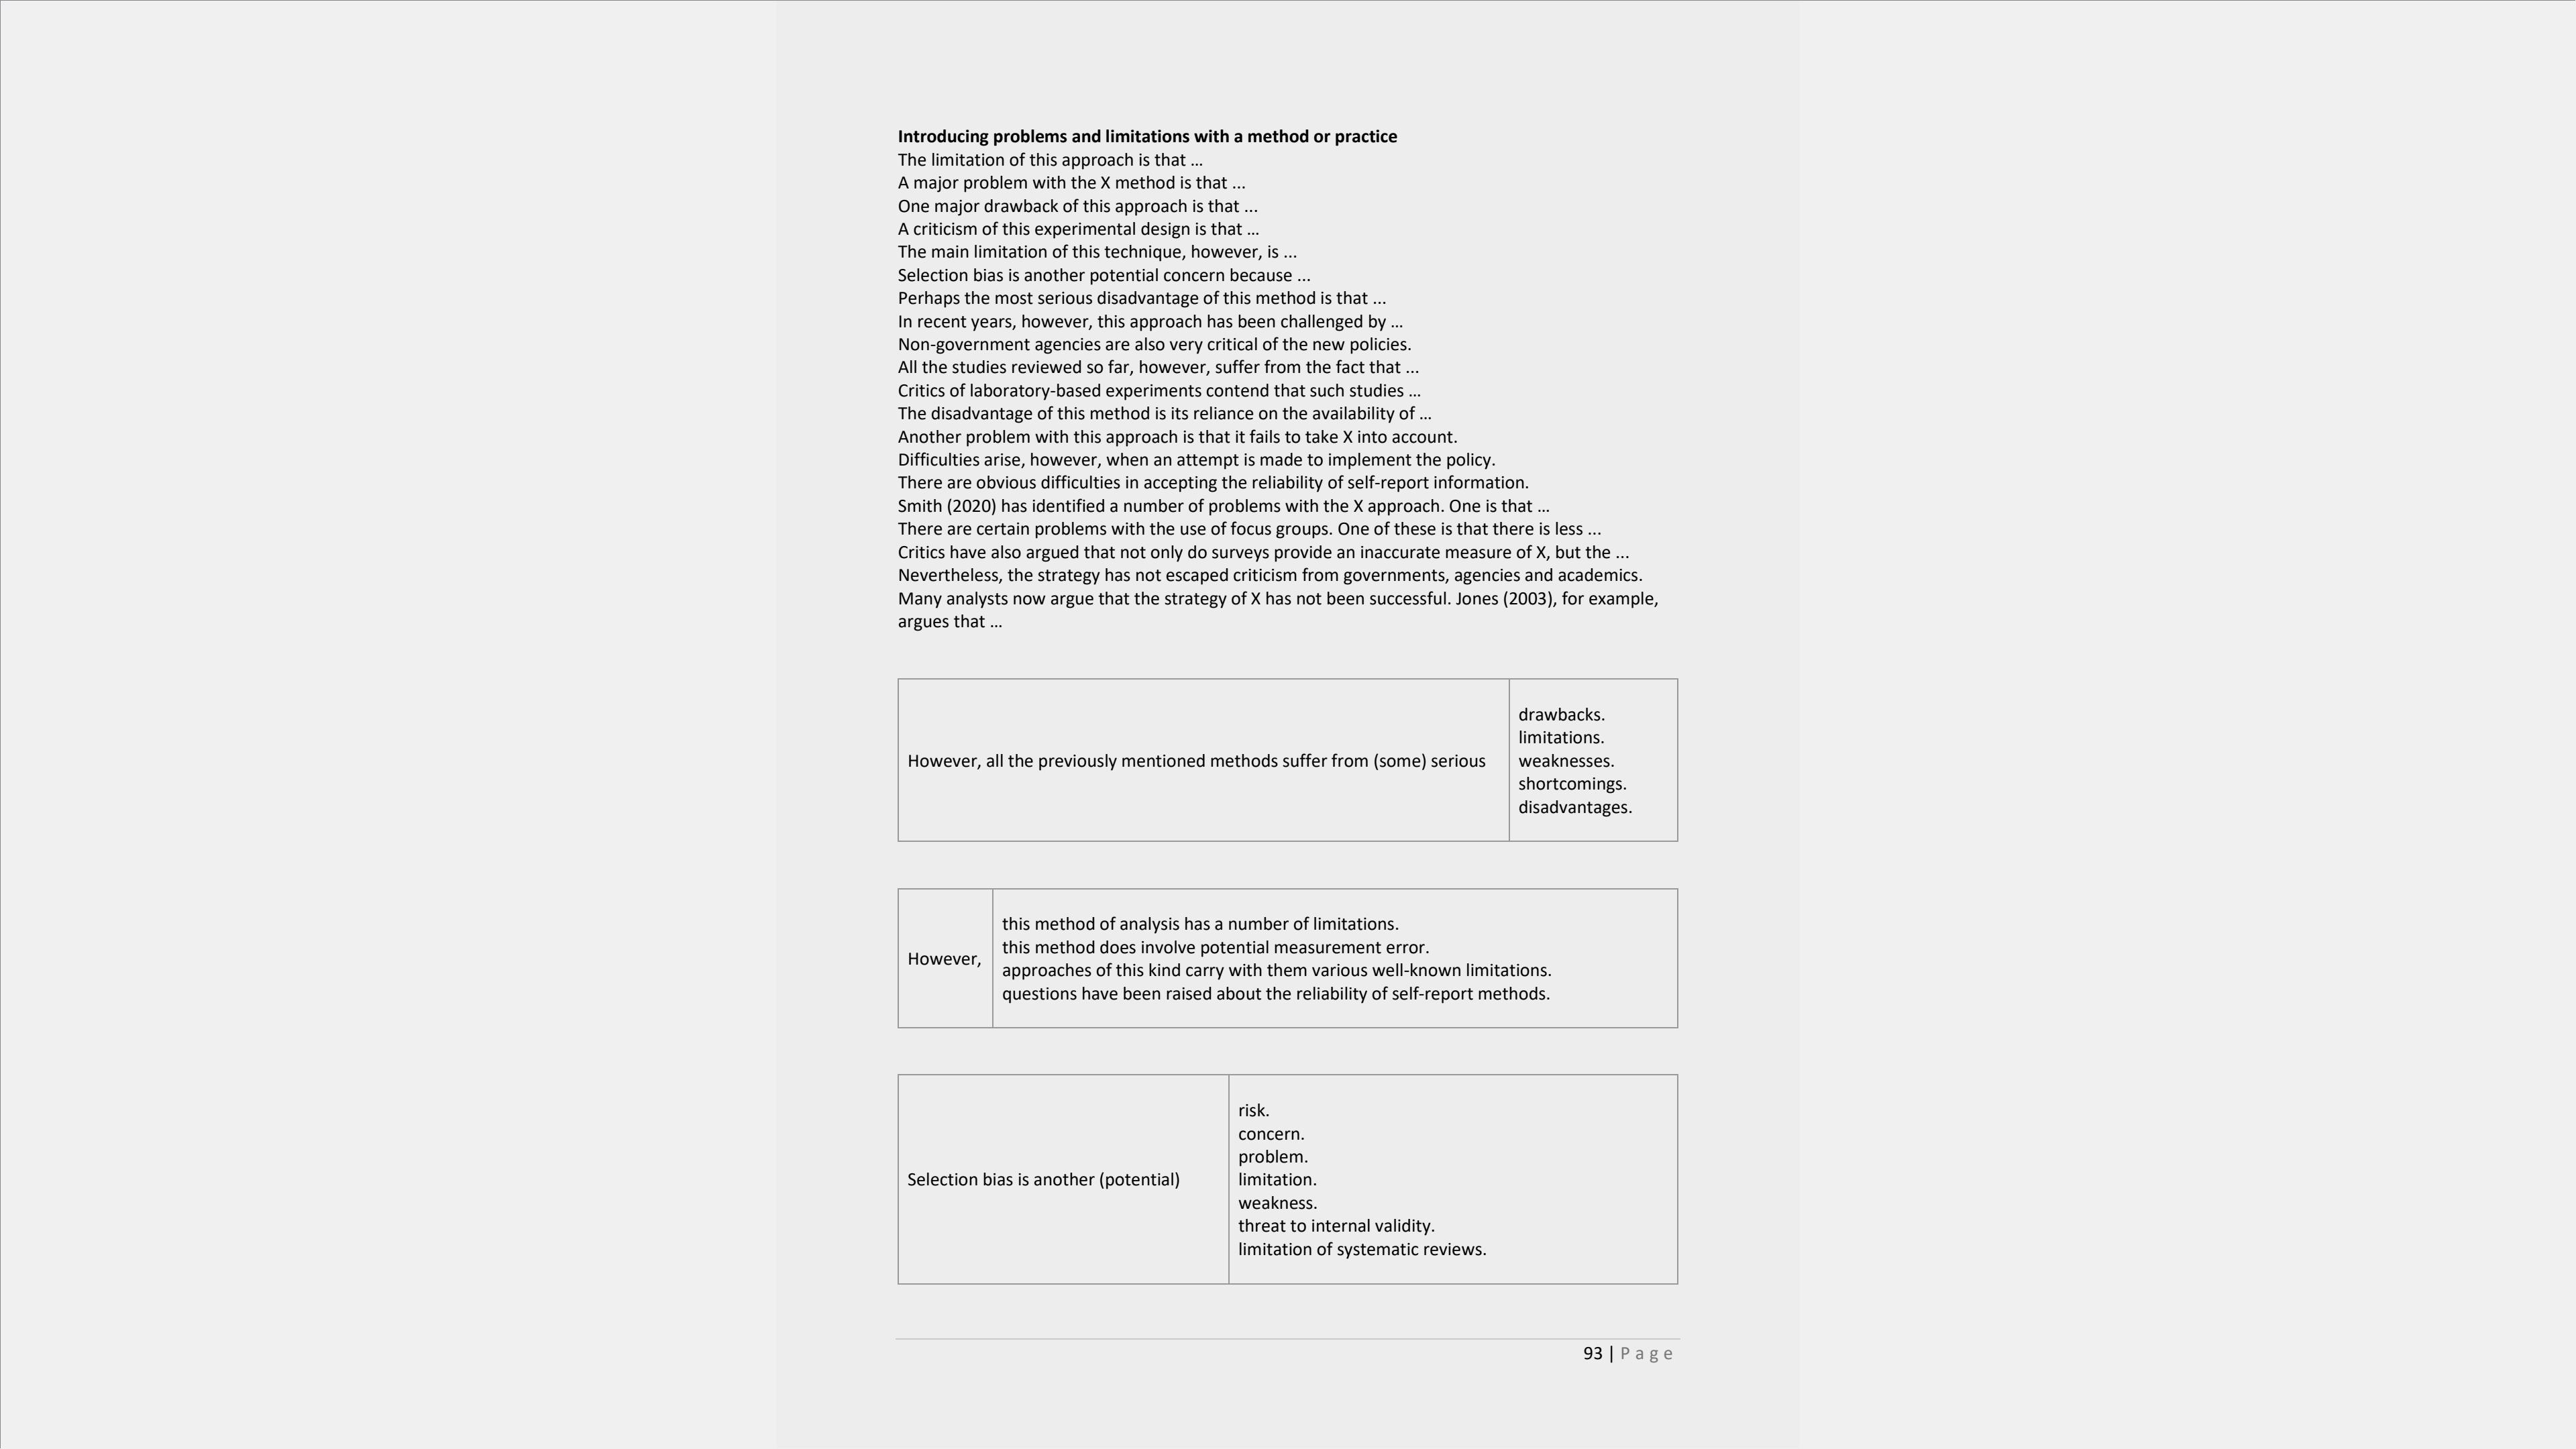 Introducing problems and limitations with a method or practice
The limitation of this approach is that …
A major problem with the X method is that ...
One major drawback of this approach is that ...
A criticism of this experimental design is that …
The main limitation of this technique, however, is ...
Selection bias is another potential concern because ...
Perhaps the most serious disadvantage of this method is that ...
In recent years, however, this approach has been challenged by …
Non-government agencies are also very critical of the new policies.
All the studies reviewed so far, however, suffer from the fact that ...
Critics of laboratory-based experiments contend that such studies …
The disadvantage of this method is its reliance on the availability of …
Another problem with this approach is that it fails to take X into account.
Difficulties arise, however, when an attempt is made to implement the policy.
There are obvious difficulties in accepting the reliability of self-report information.
Smith (2020) has identified a number of problems with the X approach. One is that …
There are certain problems with the use of focus groups. One of these is that there is less ...
Critics have also argued that not only do surveys provide an inaccurate measure of X, but the ...
Nevertheless, the strategy has not escaped criticism from governments, agencies and academics.
Many analysts now argue that the strategy of X has not been successful. Jones (2003), for example,
argues that …
However, all the previously mentioned methods suffer from (some) serious
drawbacks.
limitations.
weaknesses.
shortcomings.
disadvantages.
However,
this method of analysis has a number of limitations.
this method does involve potential measurement error.
approaches of this kind carry with them various well-known limitations.
questions have been raised about the reliability of self-report methods.
Selection bias is another (potential)
risk.
concern.
problem.
limitation.
weakness.
threat to internal validity.
limitation of systematic reviews.
93 | Page